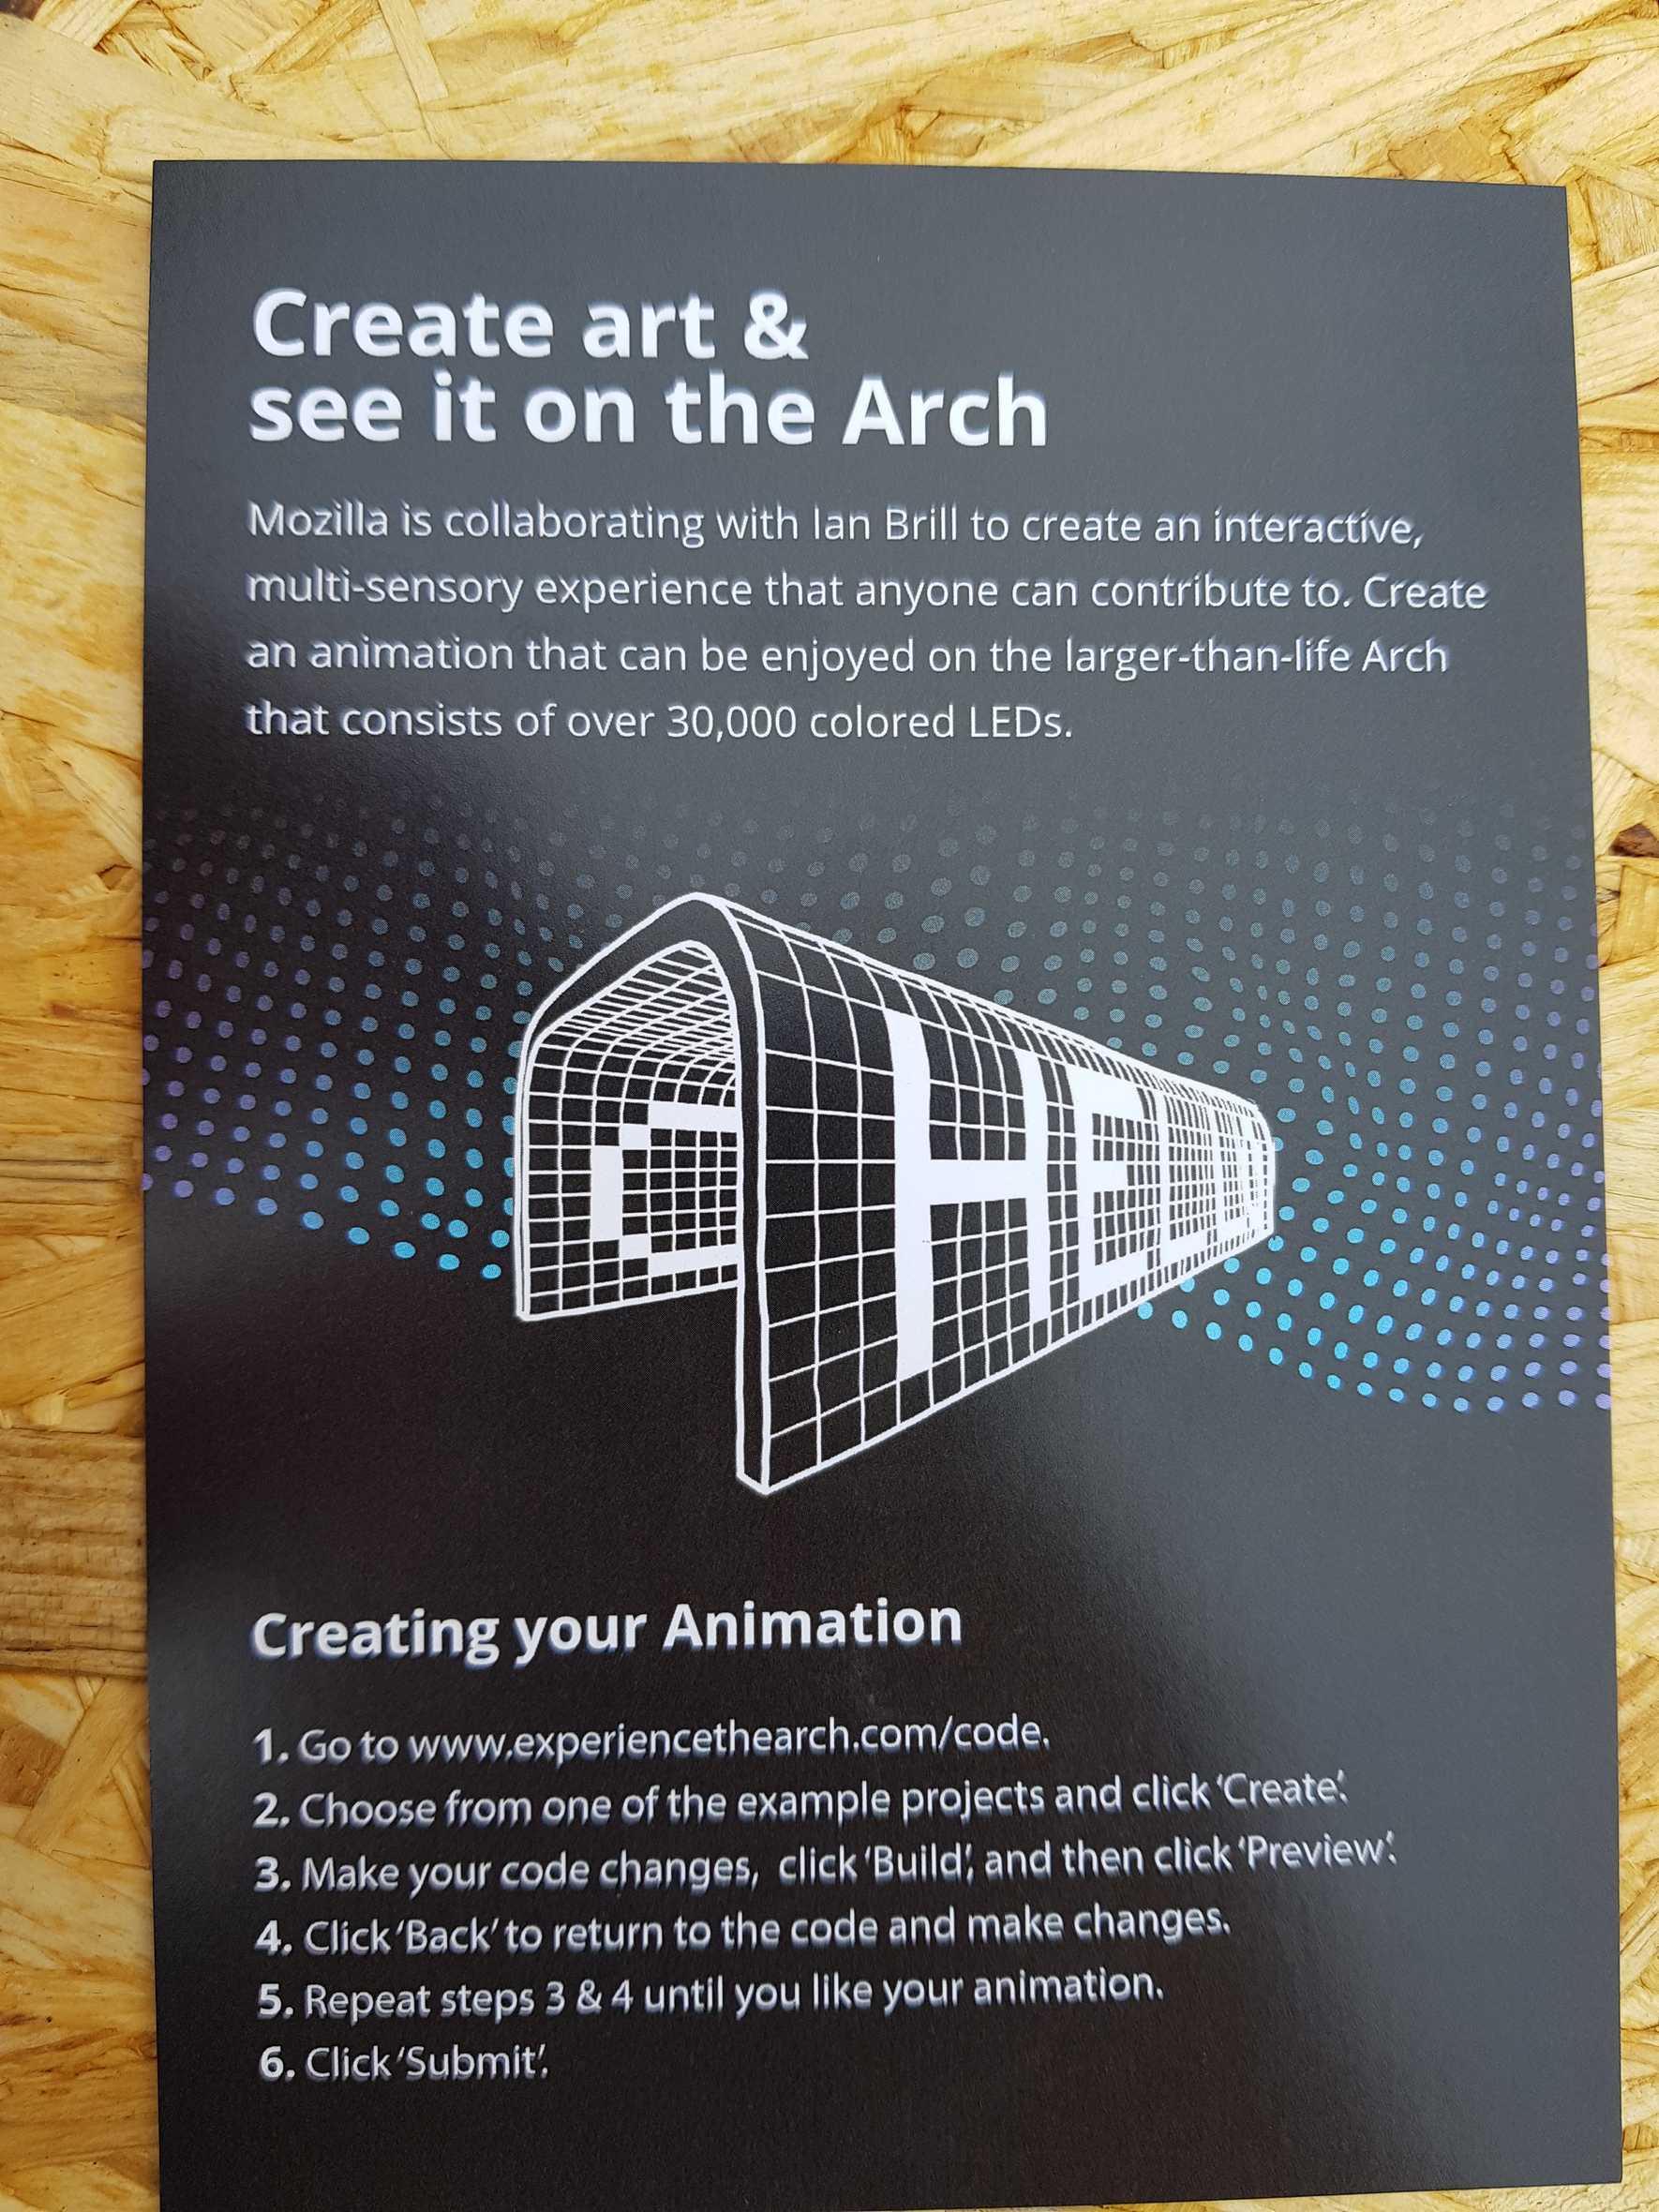 Create art &
see it on the Arch
Mozilla is collaborating with Ian Brill to create an interactive,
multi-sensory experience that anyone can contribute to. Create
an animation that can be enjoyed on the larger-than-life Arch
that consists of over 30,000 colored LEDs.
HELLO
Creating your Animation
1. Go to www.experiencethearch.com/code.
2. Choose from one of the example projects and click ‘Create’.
3. Make your code changes, click ‘Build’, and then click ‘Preview’.
4. Click ‘Back’ to return to the code and make changes.
5. Repeat steps 3 & 4 until you like your animation.
6. Click ‘Submit’.